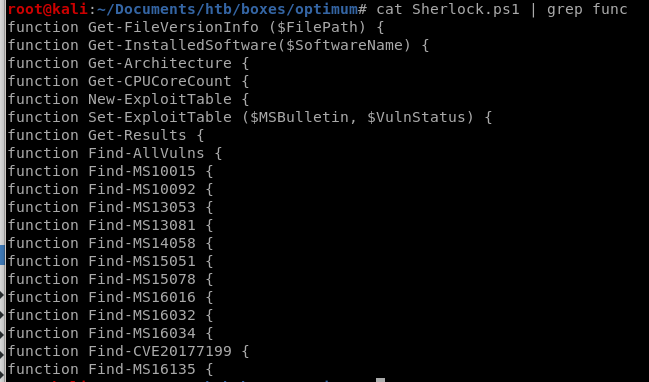 root@kali:~/Documents/htb/boxes/optimum# cat Sherlock.ps1 | grep func
function Get-FileVersionInfo ($FilePath) {
function Get-InstalledSoftware($SoftwareName) {
function Get-Architecture {
function Get-CPUCoreCount {
function New-ExploitTable {
function Set-ExploitTable ($MSBulletin, $VulnStatus) {
function Get-Results {
function Find-AllVulns {
function Find-MS10015 {
function Find-MS10092 {
function Find-MS13053 {
function Find-MS13081 {
function Find-MS14058 {
function Find-MS15051 {
function Find-MS15078 {
function Find-MS16016 {
function Find-MS16032 {
function Find-MS16034 {
function Find-CVE20177199 {
function Find-MS16135 {